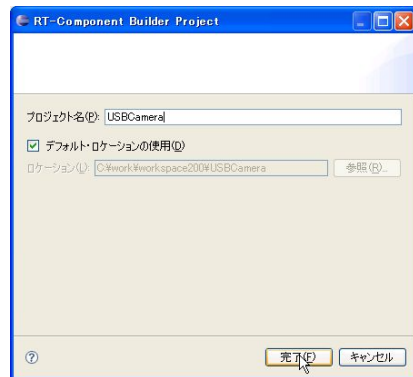 RT-Component Builder Project
プロジェクト名(P): USBCamera
デフォルト・ロケーションの使用(D)
ロケーション(L): C:¥work¥workspace200¥USBCamera 参照(R)...
完了(F) キャンセル